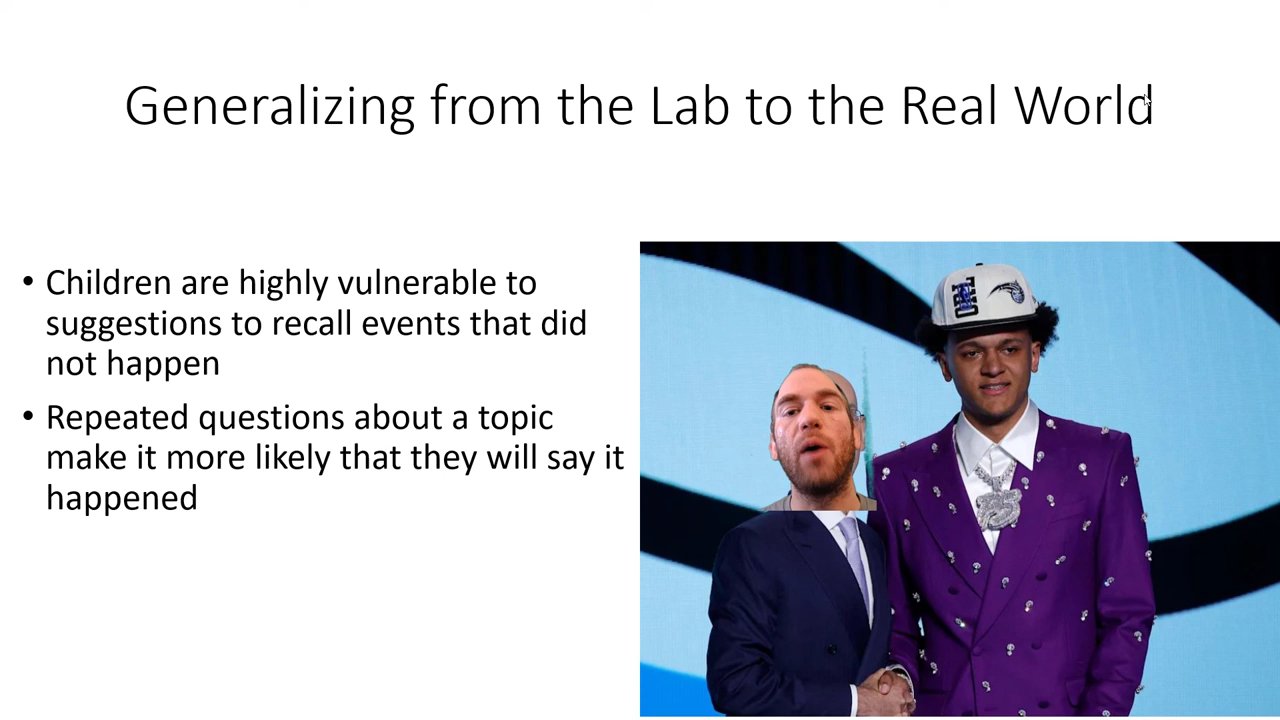 Generalizing from the Lab to the Real World
• Children are highly vulnerable to
suggestions to recall events that did
not happen
• Repeated questions about a topic
make it more likely that they will say it
happened